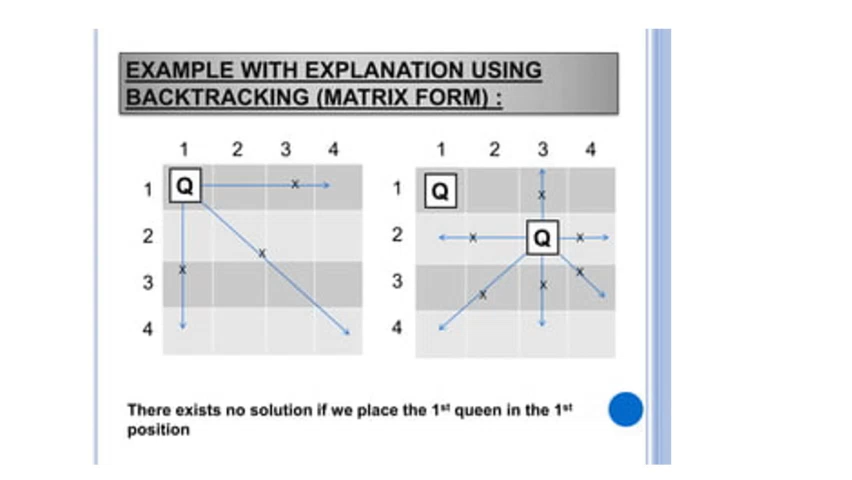 EXAMPLE WITH EXPLANATION USING
BACKTRACKING (MATRIX FORM) :
1 2 3 4
1 Q x
2 x
3 x
4
1 2 3 4
1 Q x
2 x Q x
3 x x x
4
There exists no solution if we place the 1st queen in the 1st
position